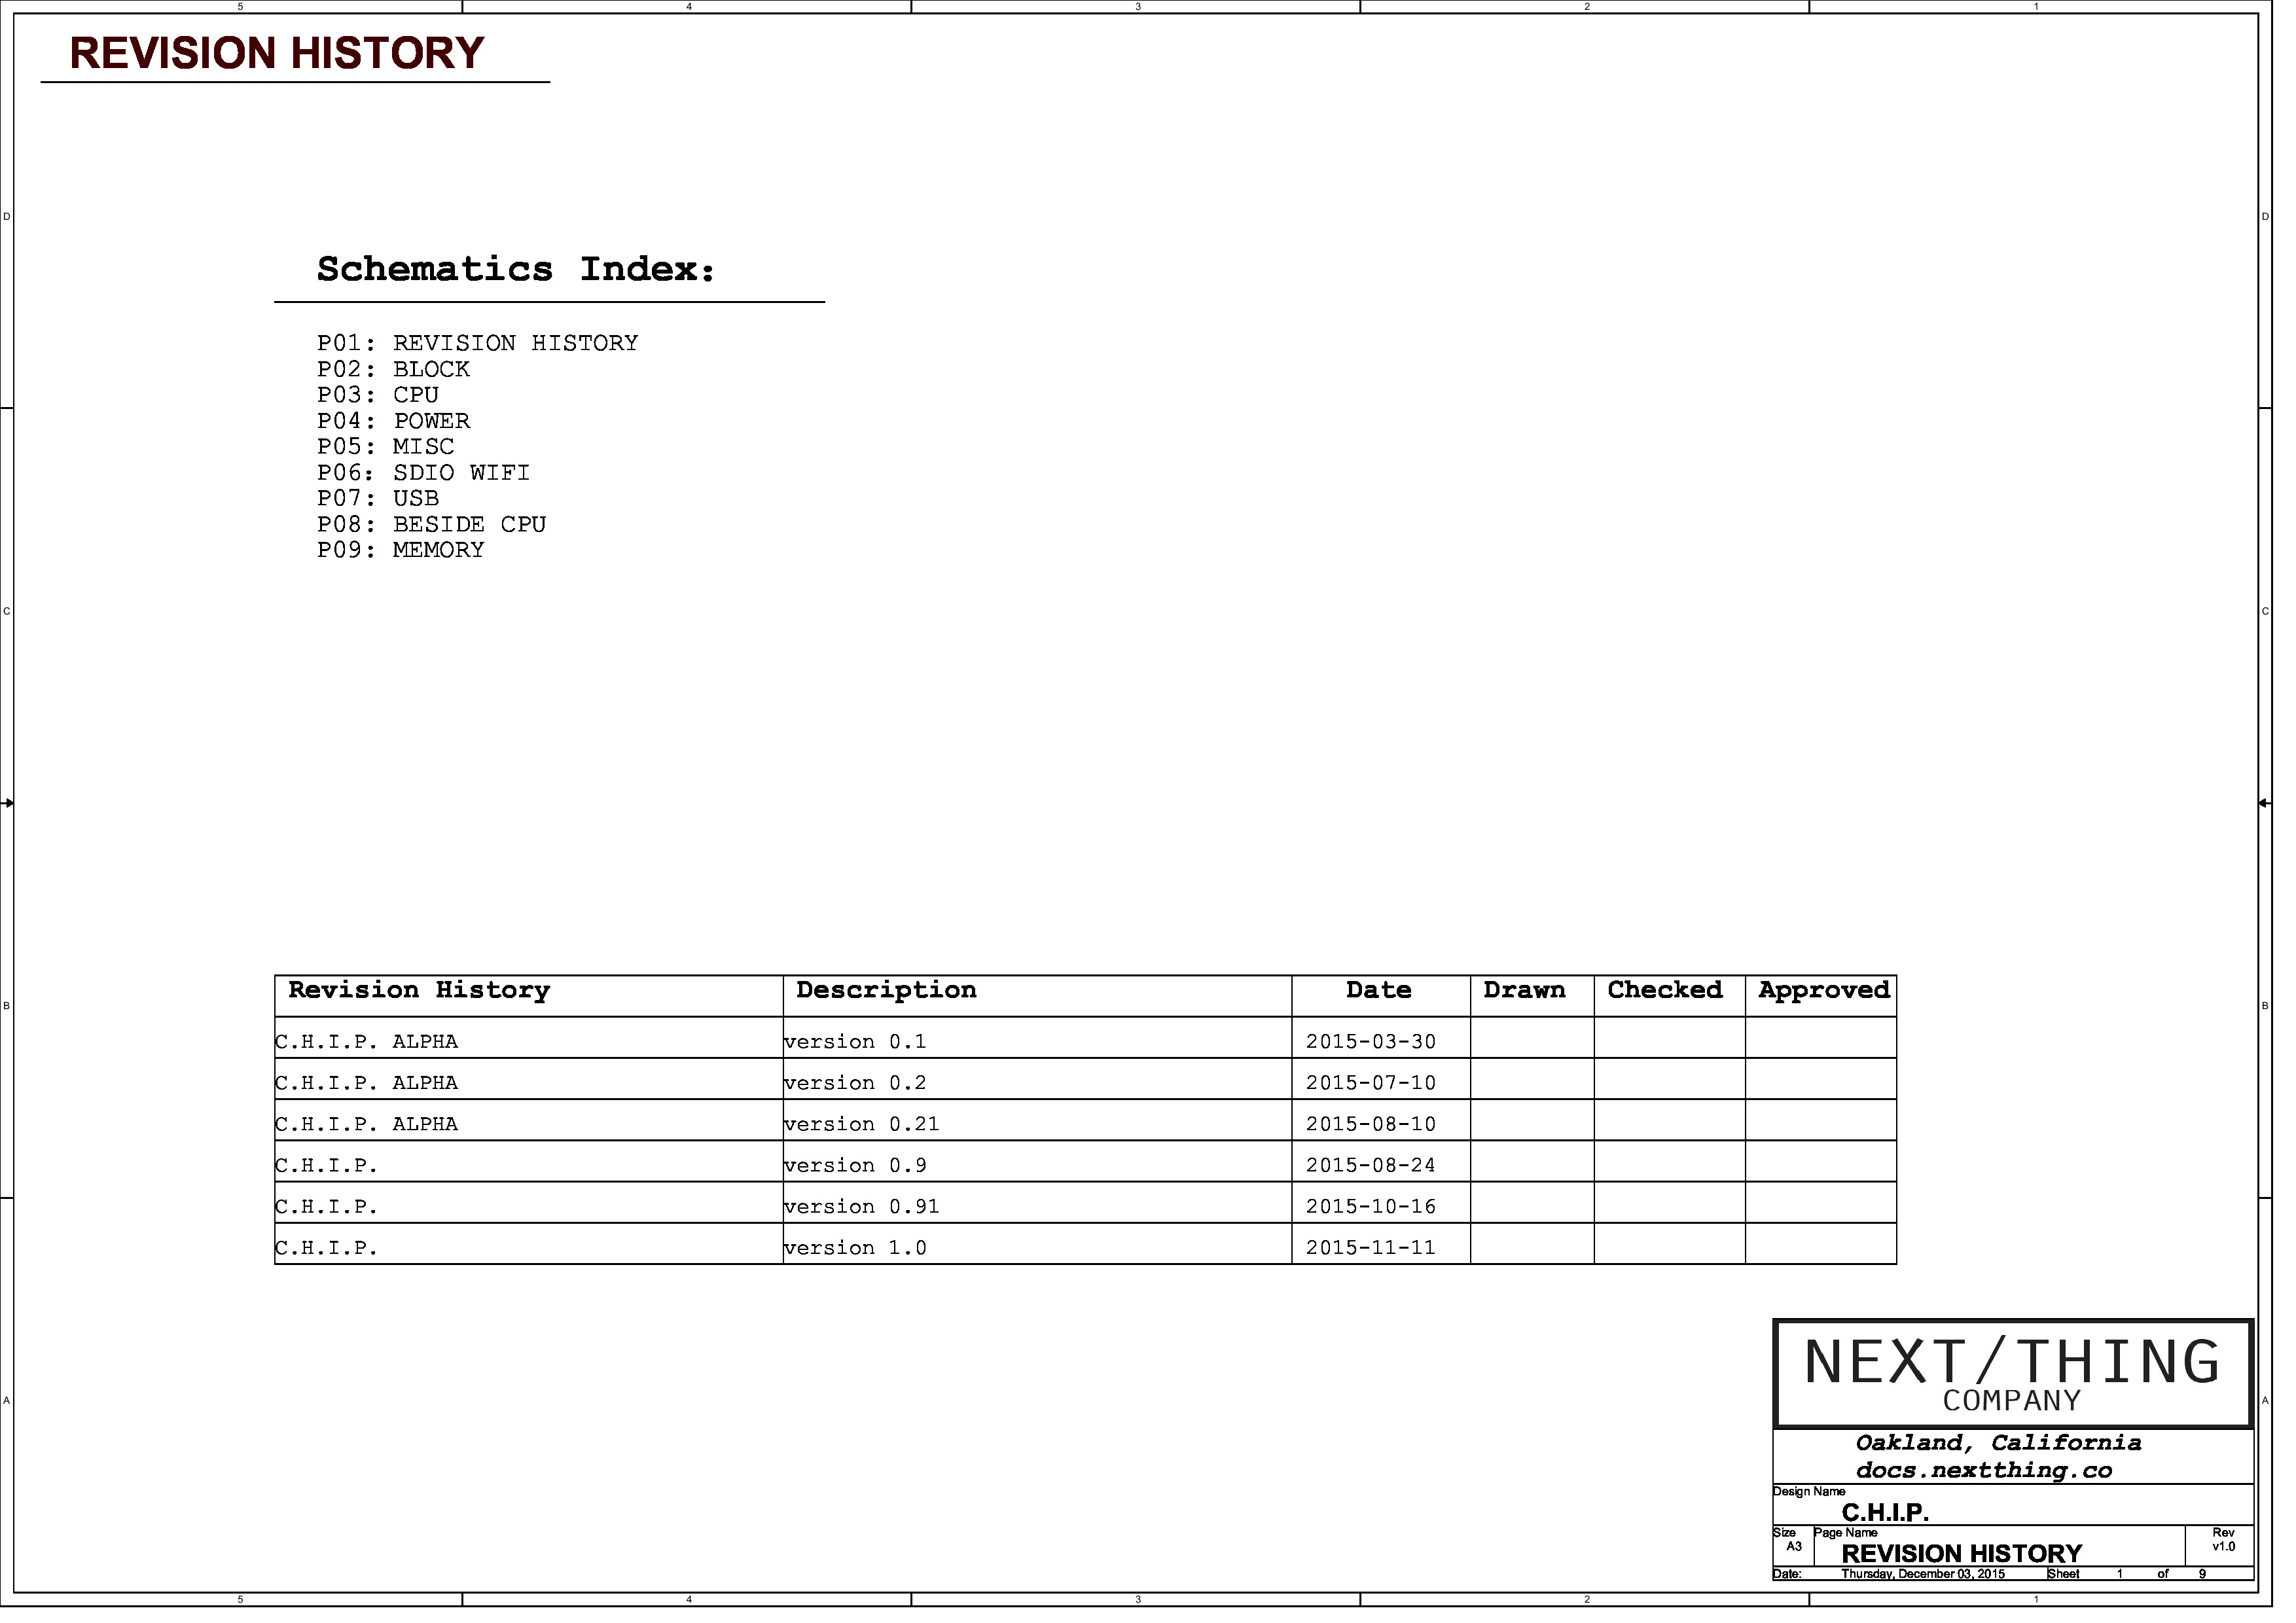 5 4 3 2 1
REVISION HISTORY
D D
Schematics Index:
P01: REVISION HISTORY
P02: BLOCK
P03: CPU
P04: POWER
P05: MISC
P06: SDIO WIFI
P07: USB
P08: BESIDE CPU
P09: MEMORY
C C
Revision History Description Date Drawn Checked Approved
B B
C.H.I.P. ALPHA version 0.1 2015-03-30
C.H.I.P. ALPHA version 0.2 2015-07-10
C.H.I.P. ALPHA version 0.21 2015-08-10
C.H.I.P. version 0.9 2015-08-24
C.H.I.P. version 0.91 2015-10-16
C.H.I.P. version 1.0 2015-11-11
NEXT/THING
COMPANY
A A
Oakland, California
docs.nextthing.co
Design Name
C.H.I.P.
Size Page Name Rev
A3 REVISION HISTORY v1.0
Date: Thursday, December 03, 2015 Sheet 1 of 9
5 4 3 2 1